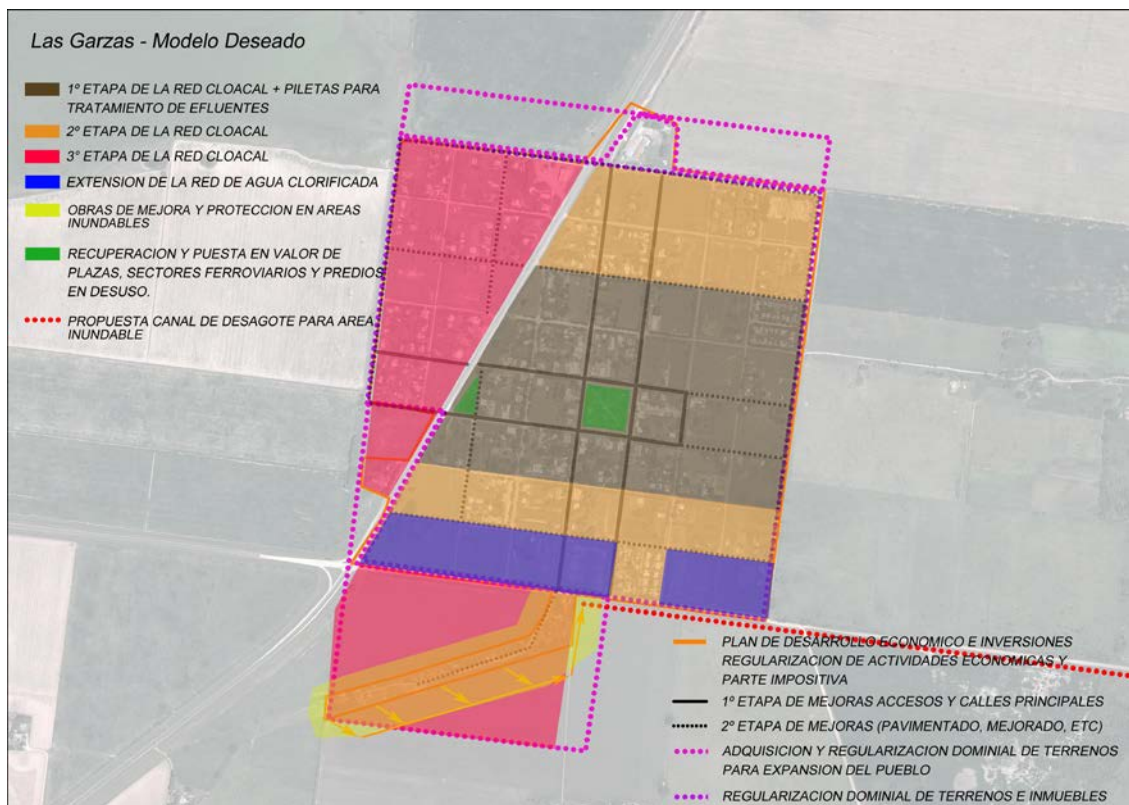 Las Garzas - Modelo Deseado
1º ETAPA DE LA RED CLOACAL + PILETAS PARA
TRATAMIENTO DE EFLUENTES
2º ETAPA DE LA RED CLOACAL
3° ETAPA DE LA RED CLOACAL
EXTENSION DE LA RED DE AGUA CLORIFICADA
OBRAS DE MEJORA Y PROTECCION EN AREAS
INUNDABLES
RECUPERACION Y PUESTA EN VALOR DE
PLAZAS, SECTORES FERROVIARIOS Y PREDIOS
EN DESUSO.
PROPUESTA CANAL DE DESAGOTE PARA AREA
INUNDABLE
PLAN DE DESARROLLO ECONOMICO E INVERSIONES
REGULARIZACION DE ACTIVIDADES ECONOMICAS Y
PARTE IMPOSITIVA
1º ETAPA DE MEJORAS ACCESOS Y CALLES PRINCIPALES
2º ETAPA DE MEJORAS (PAVIMENTADO, MEJORADO, ETC)
ADQUISICION Y REGULARIZACION DOMINIAL DE TERRENOS
PARA EXPANSION DEL PUEBLO
REGULARIZACION DOMINIAL DE TERRENOS E INMUEBLES